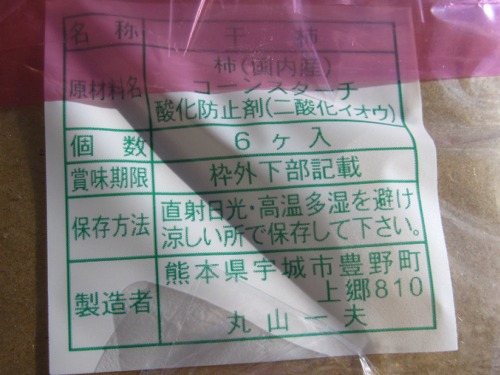 名称 干柿
原材料名 柿(国内産)
コーンスターチ
酸化防止剤(二酸化イオウ)
個数 6ヶ入
賞味期限 枠外下部記載
保存方法 直射日光・高温多湿を避け
涼しい所で保存して下さい。
製造者 熊本県宇城市豊野町
上郷810
丸山一夫